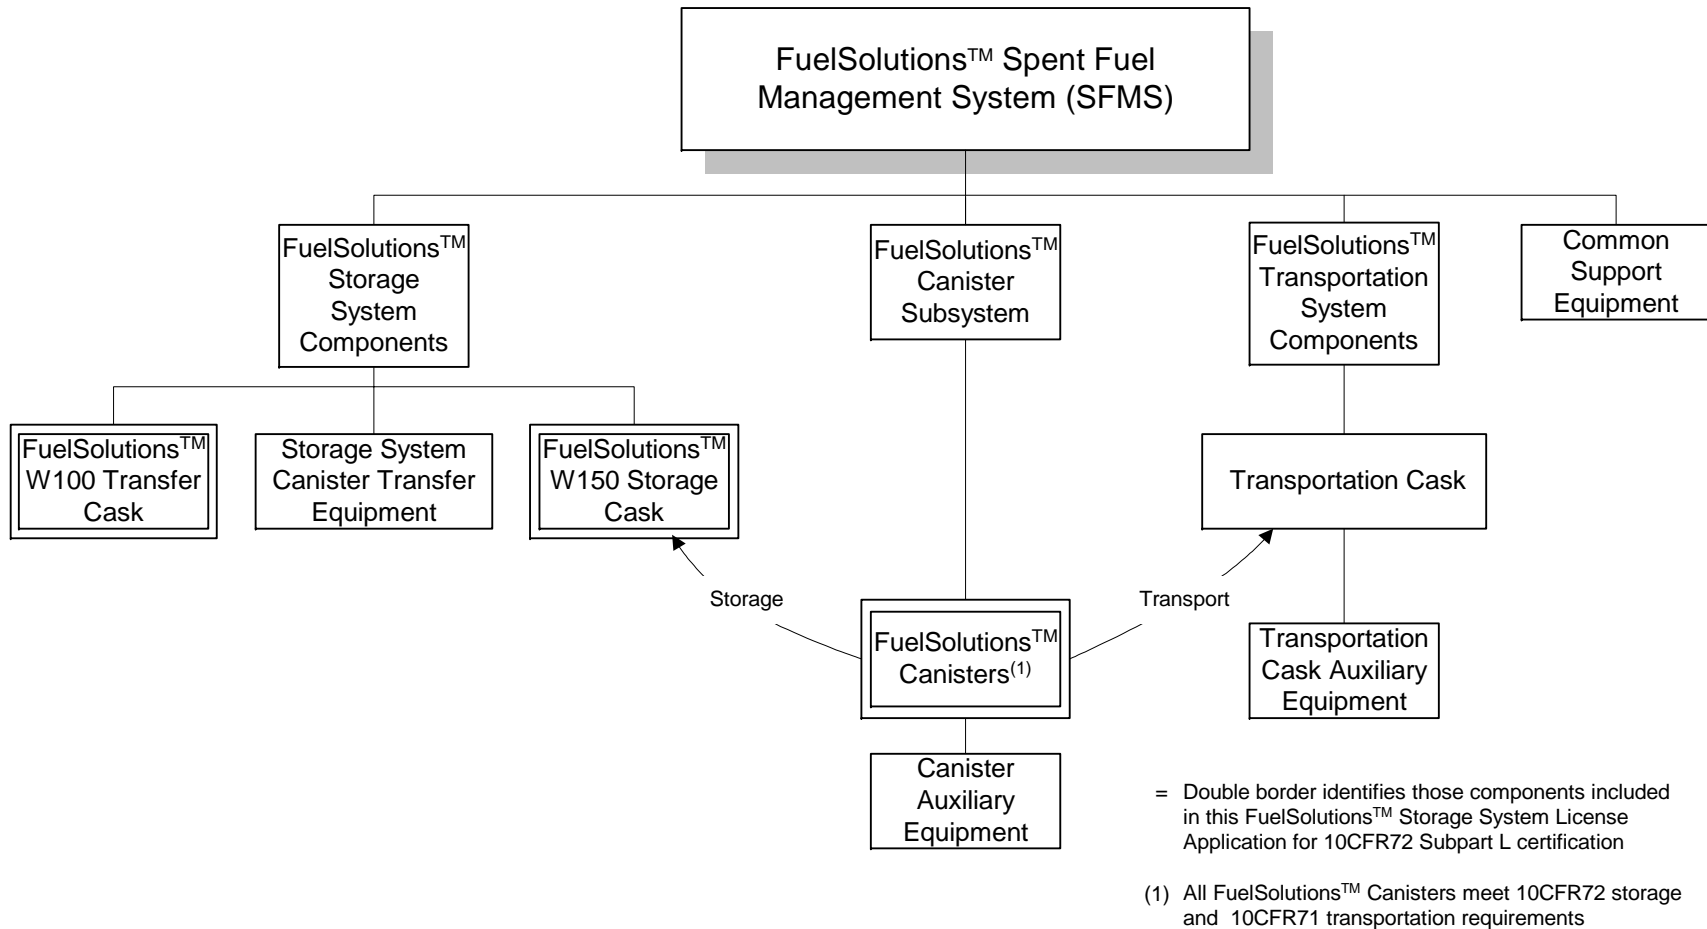 FuelSolutions™ Spent Fuel
Management System (SFMS)
FuelSolutions™
Storage
System
Components
FuelSolutions™
Canister
Subsystem
FuelSolutions™
Transportation
System
Components
Common
Support
Equipment
FuelSolutions™
W100 Transfer
Cask
Storage System
Canister Transfer
Equipment
FuelSolutions™
W150 Storage
Cask
Transportation Cask
Storage
Transport
FuelSolutions™
Canisters(1)
Transportation
Cask Auxiliary
Equipment
Canister
Auxiliary
Equipment
= Double border identifies those components included
in this FuelSolutions™ Storage System License
Application for 10CFR72 Subpart L certification
(1) All FuelSolutions™ Canisters meet 10CFR72 storage
and 10CFR71 transportation requirements